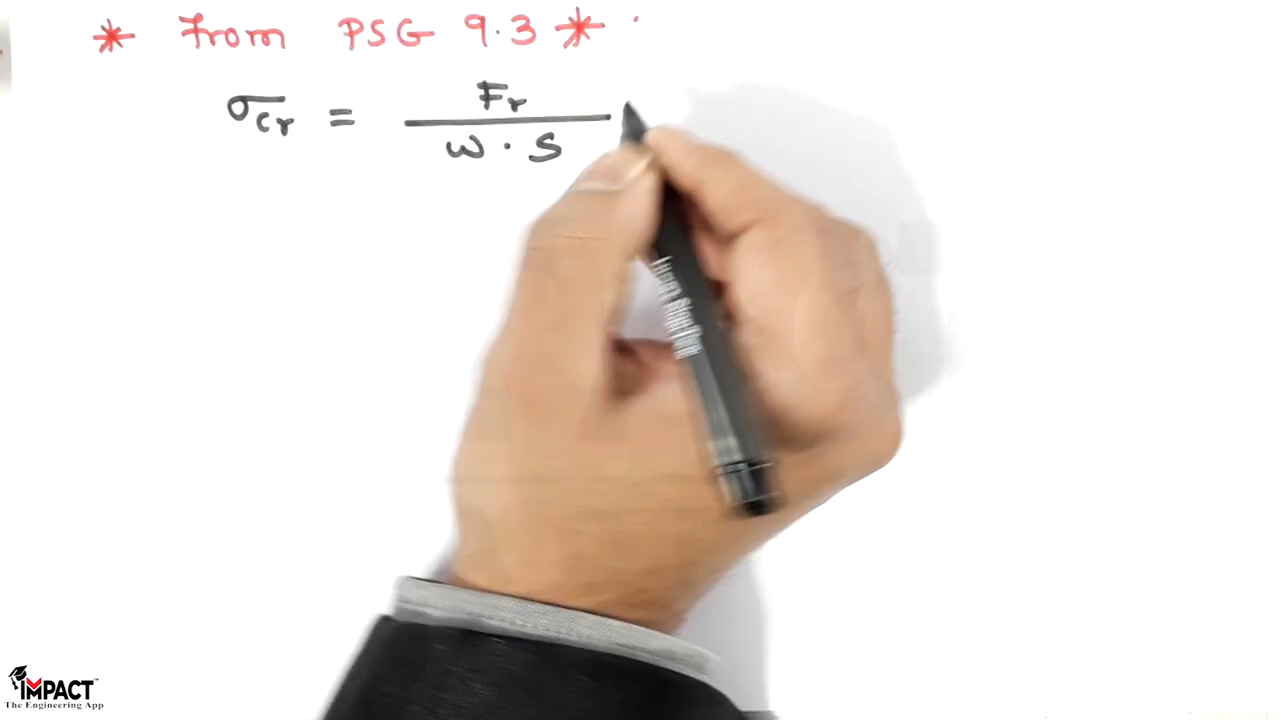 * From PSG 9.3 *
σcr = Fr / w · s
IMPACT
The Engineering App